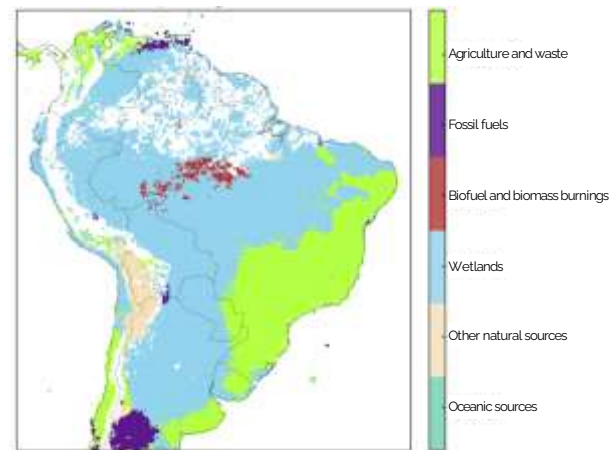 Agriculture and waste
Fossil fuels
Biofuel and biomass burnings
Wetlands
Other natural sources
Oceanic sources